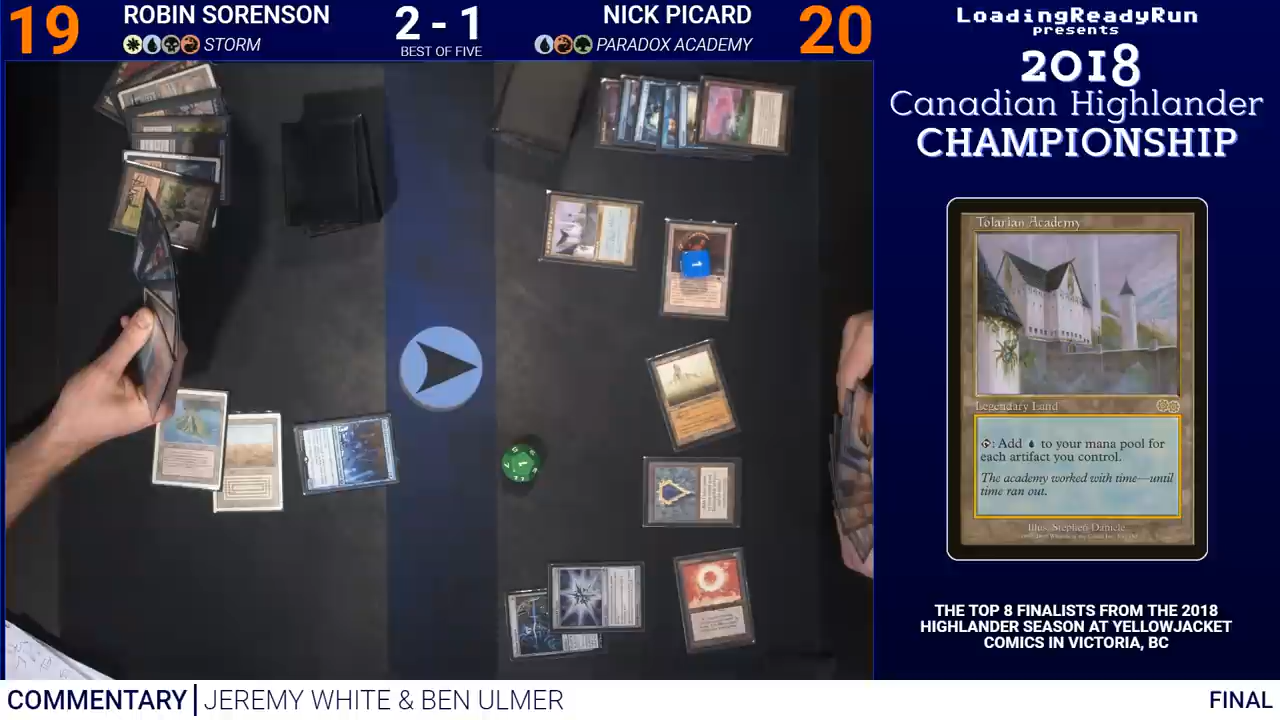 19
ROBIN SORENSON
STORM
2 - 1
BEST OF FIVE
NICK PICARD
PARADOX ACADEMY
20
LoadingReadyRun
presents
2018
Canadian Highlander
CHAMPIONSHIP
Tolarian Academy
Legendary Land
: Add to your mana pool for
each artifact you control.
The academy worked with time—until
time ran out.
Illus. Stephen Daniele
THE TOP 8 FINALISTS FROM THE 2018
HIGHLANDER SEASON AT YELLOWJACKET
COMICS IN VICTORIA, BC
COMMENTARY | JEREMY WHITE & BEN ULMER
FINAL